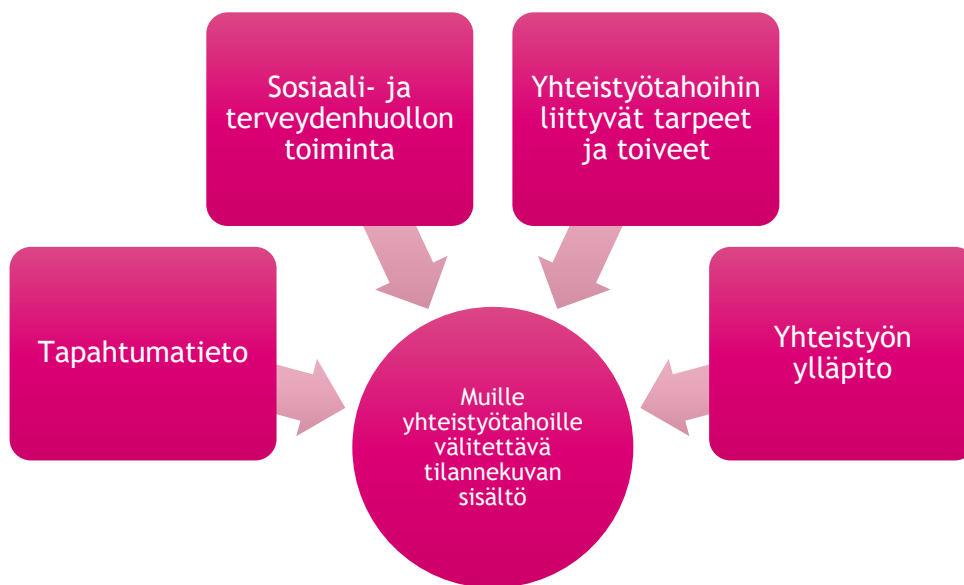 Sosiaali- ja
terveydenhuollon
toiminta
Yhteistyötahoihin
liittyvät tarpeet
ja toiveet
Tapahtumatieto
Yhteistyön
ylläpito
Muille
yhteistyötahoille
välitettävä
tilannekuvan
sisältö